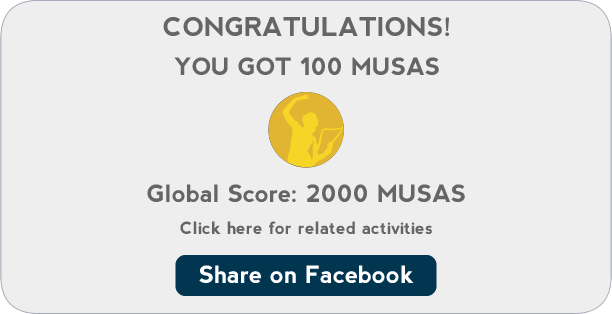 CONGRATULATIONS!
YOU GOT 100 MUSAS
Global Score: 2000 MUSAS
Click here for related activities
Share on Facebook